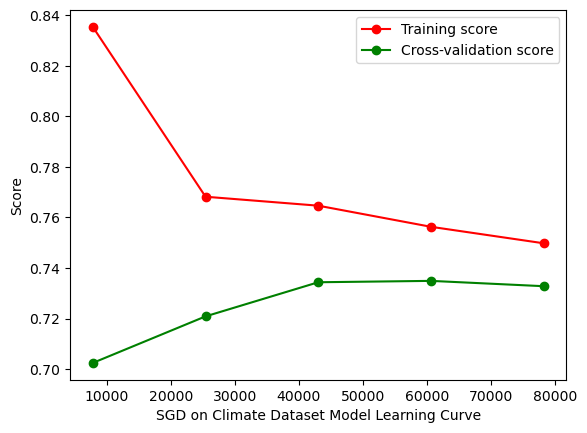 0.84
0.82
0.80
0.78
0.76
0.74
0.72
0.70
Score
Training score
Cross-validation score
10000 20000 30000 40000 50000 60000 70000 80000
SGD on Climate Dataset Model Learning Curve